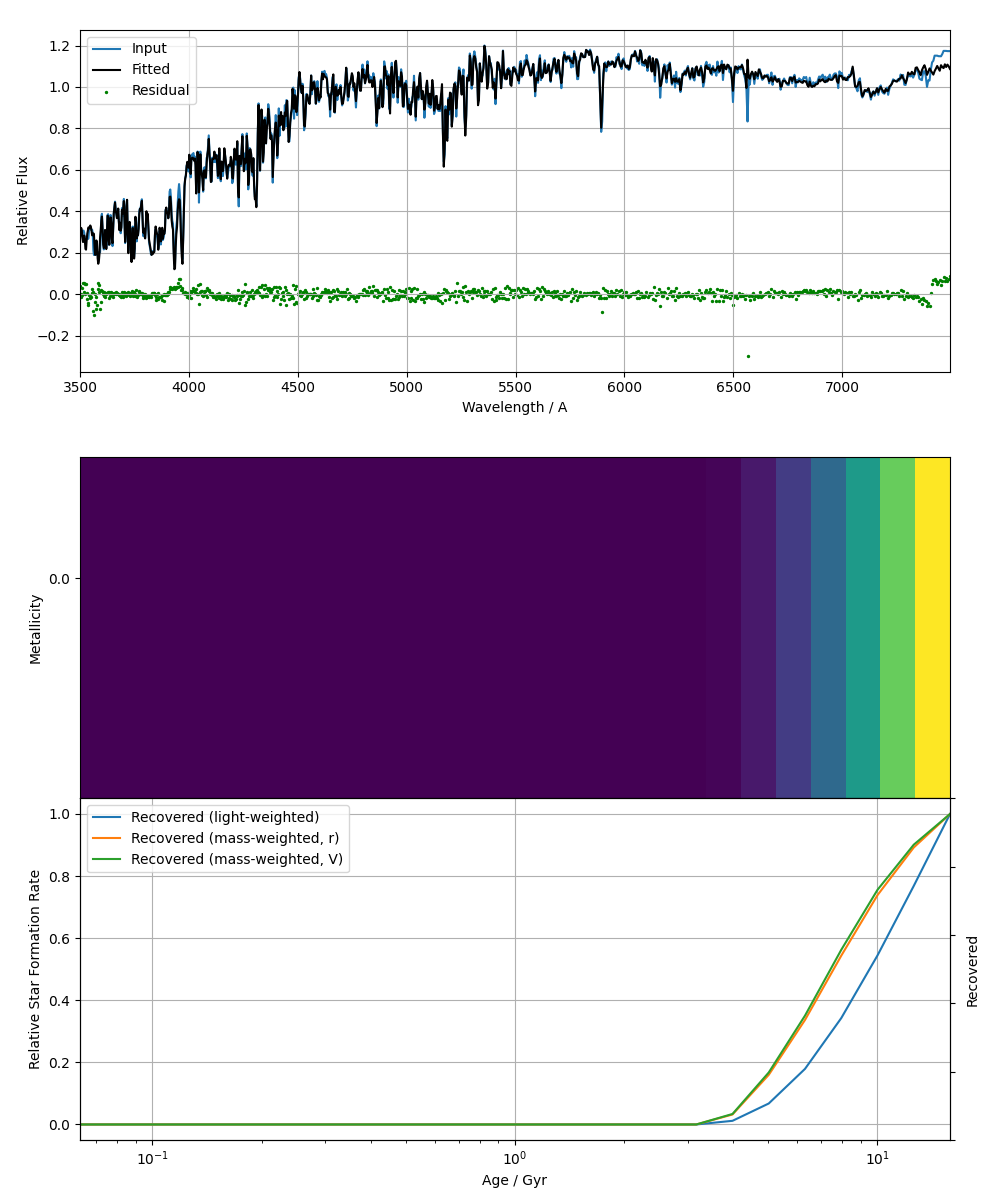 Relative Flux
1.2
1.0
0.8
0.6
0.4
0.2
0.0
−0.2
Input
Fitted
Residual
3500 4000 4500 5000 5500 6000 6500 7000
Wavelength / A
Metallicity
0.0
Relative Star Formation Rate
1.0
0.8
0.6
0.4
0.2
0.0
Recovered (light-weighted)
Recovered (mass-weighted, r)
Recovered (mass-weighted, V)
Recovered
10⁻¹ 10⁰ 10¹
Age / Gyr